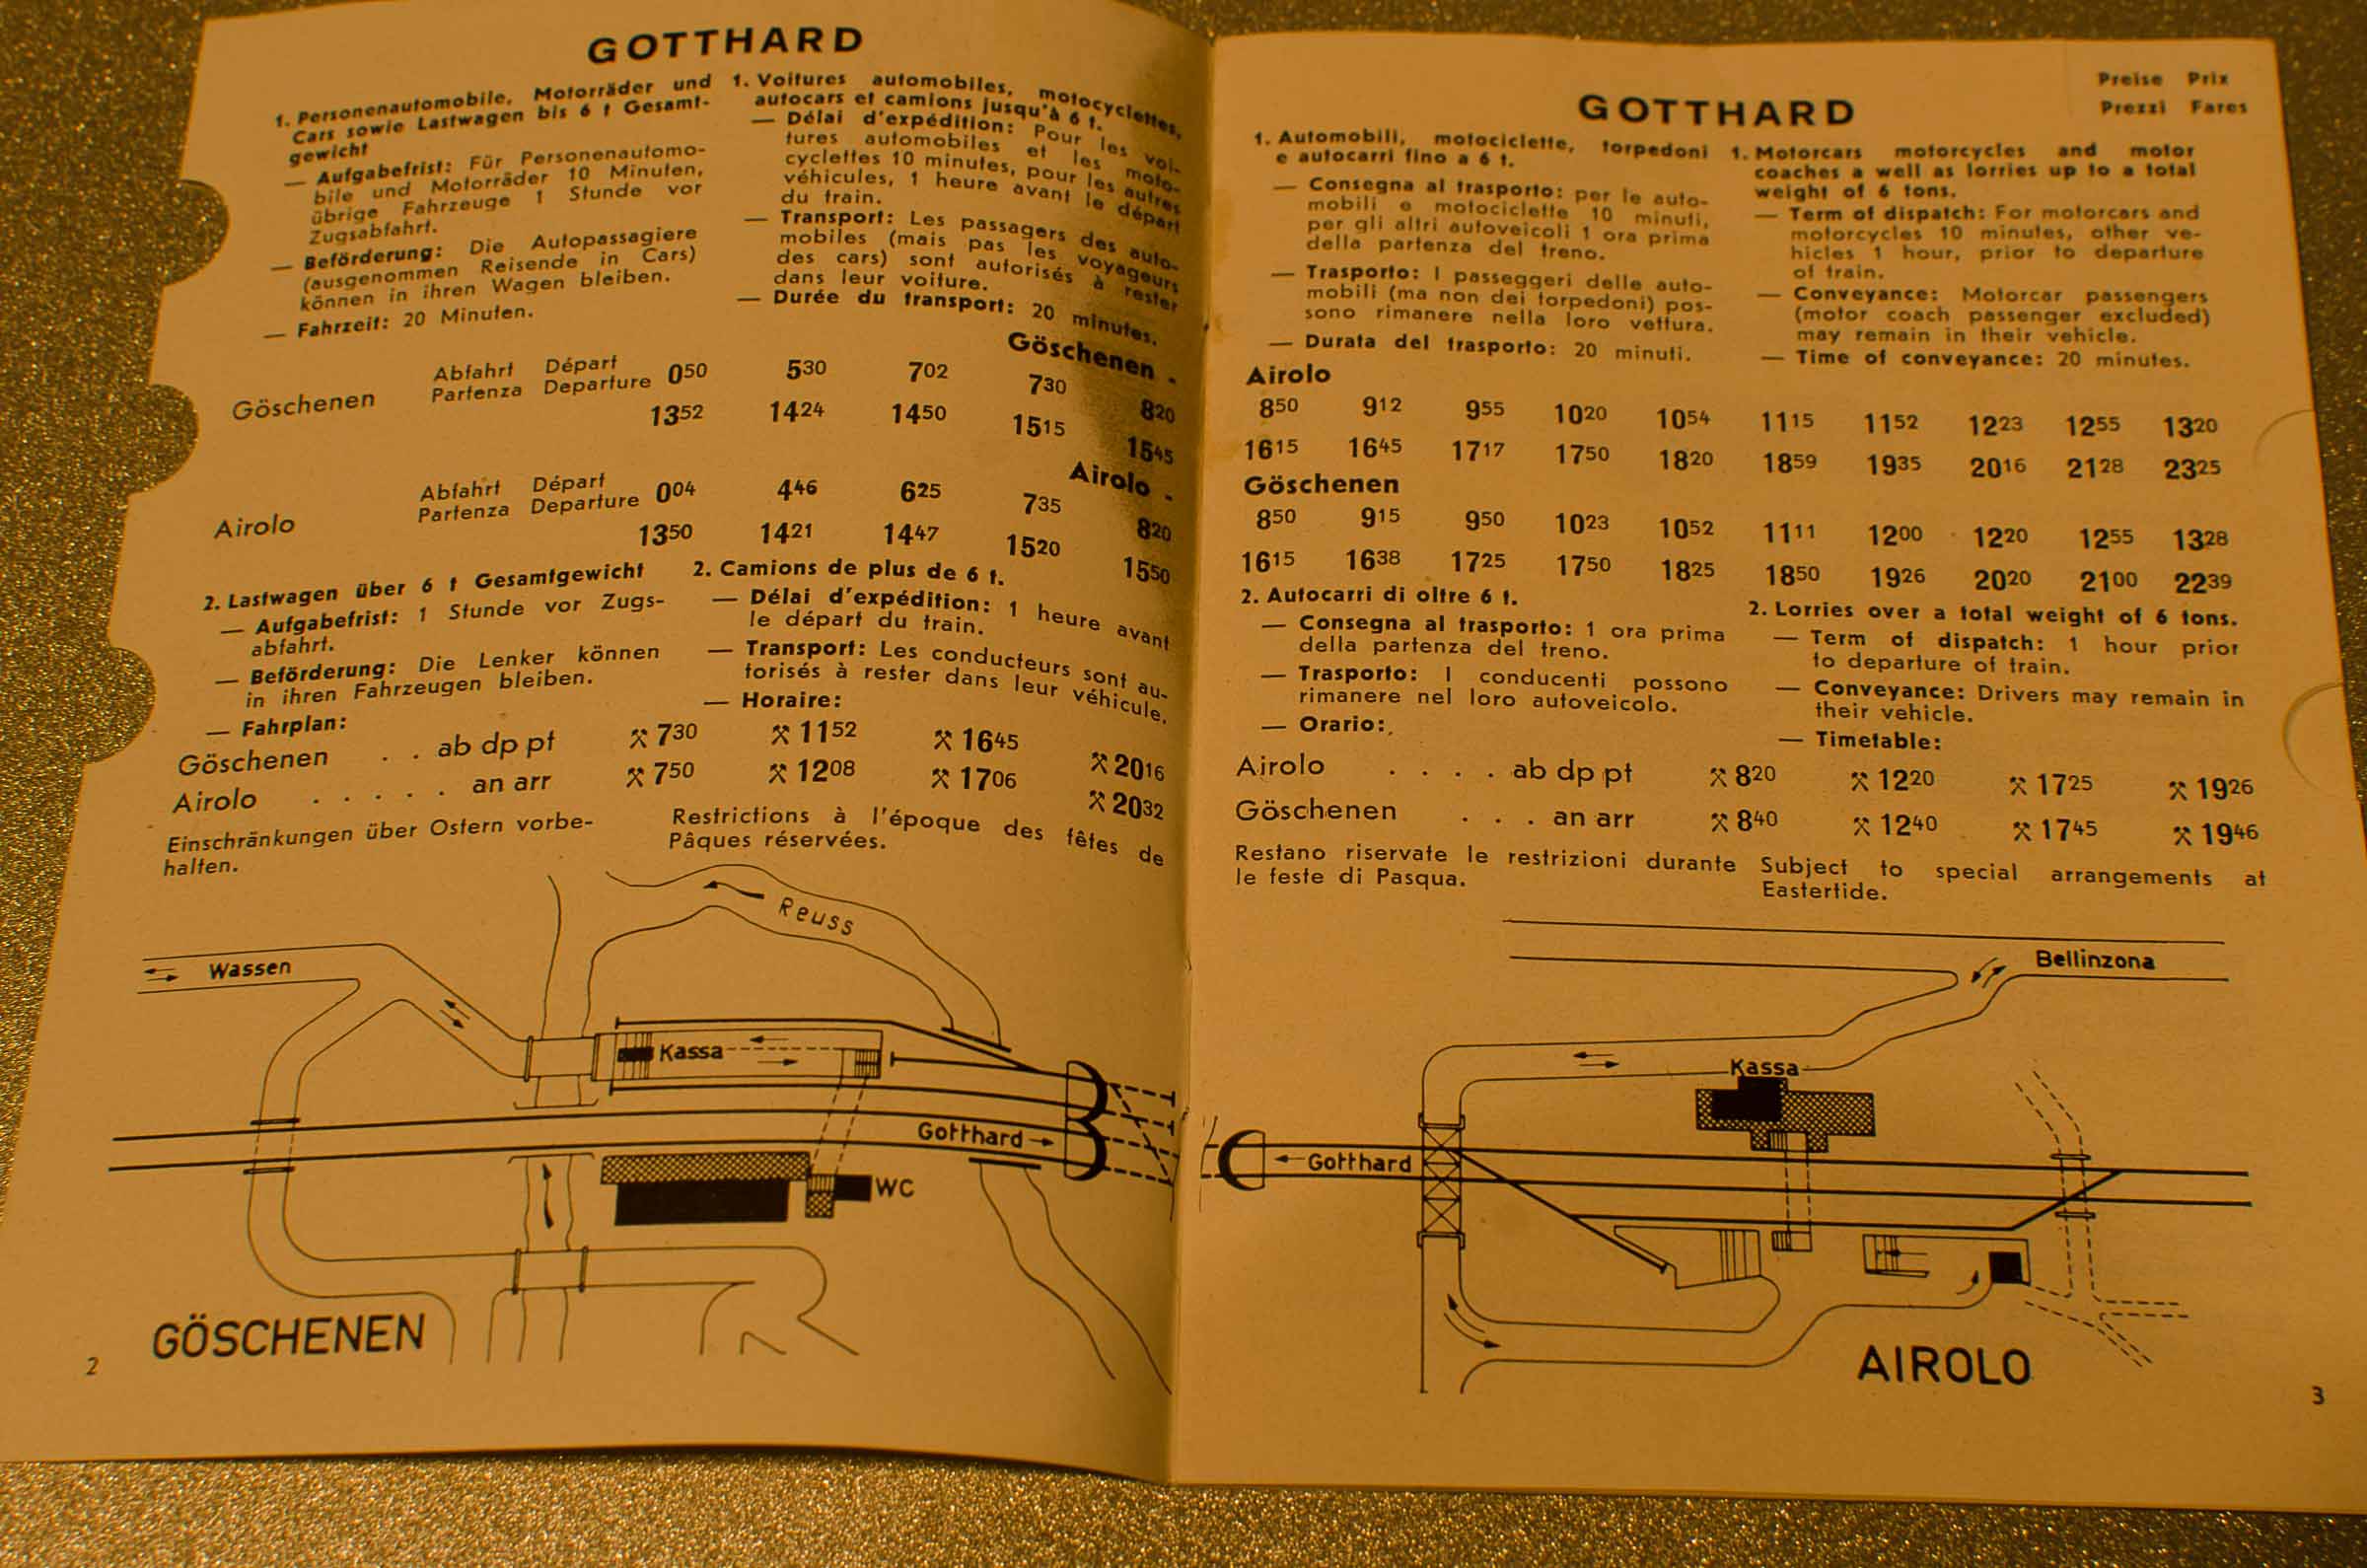 GOTTHARD
1. Personenautomobile, Motorräder und
Cars sowie Lastwagen bis 6 t Gesamt-
gewicht
— Aufgabefrist: Für Personenautomo-
bile und Motorräder 10 Minuten,
übrige Fahrzeuge 1 Stunde vor
Zugsabfahrt.
— Beförderung: Die Autopassagiere
(ausgenommen Reisende in Cars)
können in ihren Wagen bleiben.
— Fahrzeit: 20 Minuten.
1. Voitures automobiles, motocyclettes,
autocars et camions jusqu'à 6 t.
— Délai d'expédition: Pour les voi-
tures automobiles et les moto-
cyclettes 10 minutes, pour les autres
véhicules, 1 heure avant le départ
du train.
— Transport: Les passagers des auto-
mobiles (mais pas les voyageurs
des cars) sont autorisés à rester
dans leur voiture.
— Durée du transport: 20 minutes.
Göschenen -
Göschenen Abfahrt Départ
Partenza Departure 050 530 702 730 820
1352 1424 1450 1515 1545
Airolo -
Airolo Abfahrt Départ
Partenza Departure 004 446 625 735 820
1350 1421 1447 1520 1550
2. Lastwagen über 6 t Gesamtgewicht
— Aufgabefrist: 1 Stunde vor Zugs-
abfahrt.
— Beförderung: Die Lenker können
in ihren Fahrzeugen bleiben.
— Fahrplan:
2. Camions de plus de 6 t.
— Délai d'expédition: 1 heure avant
le départ du train.
— Transport: Les conducteurs sont au-
torisés à rester dans leur véhicule.
— Horaire:
Göschenen . . ab dp pt ⚒ 730 ⚒ 1152 ⚒ 1645 ⚒ 2016
Airolo . . . . . an arr ⚒ 750 ⚒ 1208 ⚒ 1706 ⚒ 2032
Einschränkungen über Ostern vorbe-
halten.
Restrictions à l'époque des fêtes de
Pâques réservées.
Reuss
Wassen
Kassa
Gotthard
WC
GÖSCHENEN
2
Preise Prix
Prezzi Fares
GOTTHARD
1. Automobili, motociclette, torpedoni
e autocarri fino a 6 t.
— Consegna al trasporto: per le auto-
mobili e motociclette 10 minuti,
per gli altri autoveicoli 1 ora prima
della partenza del treno.
— Trasporto: I passeggeri delle auto-
mobili (ma non dei torpedoni) pos-
sono rimanere nella loro vettura.
— Durata del trasporto: 20 minuti.
1. Motorcars motorcycles and motor
coaches a well as lorries up to a total
weight of 6 tons.
— Term of dispatch: For motorcars and
motorcycles 10 minutes, other ve-
hicles 1 hour, prior to departure
of train.
— Conveyance: Motorcar passengers
(motor coach passenger excluded)
may remain in their vehicle.
— Time of conveyance: 20 minutes.
Airolo
850 912 955 1020 1054 1115 1152 1223 1255 1320
1615 1645 1717 1750 1820 1859 1935 2016 2128 2325
Göschenen
850 915 950 1023 1052 1111 1200 1220 1255 1328
1615 1638 1725 1750 1825 1850 1926 2020 2100 2239
2. Autocarri di oltre 6 t.
— Consegna al trasporto: 1 ora prima
della partenza del treno.
— Trasporto: I conducenti possono
rimanere nel loro autoveicolo.
— Orario:
2. Lorries over a total weight of 6 tons.
— Term of dispatch: 1 hour prior
to departure of train.
— Conveyance: Drivers may remain in
their vehicle.
— Timetable:
Airolo . . . . ab dp pt ⚒ 820 ⚒ 1220 ⚒ 1725 ⚒ 1926
Göschenen . . . an arr ⚒ 840 ⚒ 1240 ⚒ 1745 ⚒ 1946
Restano riservate le restrizioni durante
le feste di Pasqua.
Subject to special arrangements at
Eastertide.
Bellinzona
Kassa
Gotthard
AIROLO
3